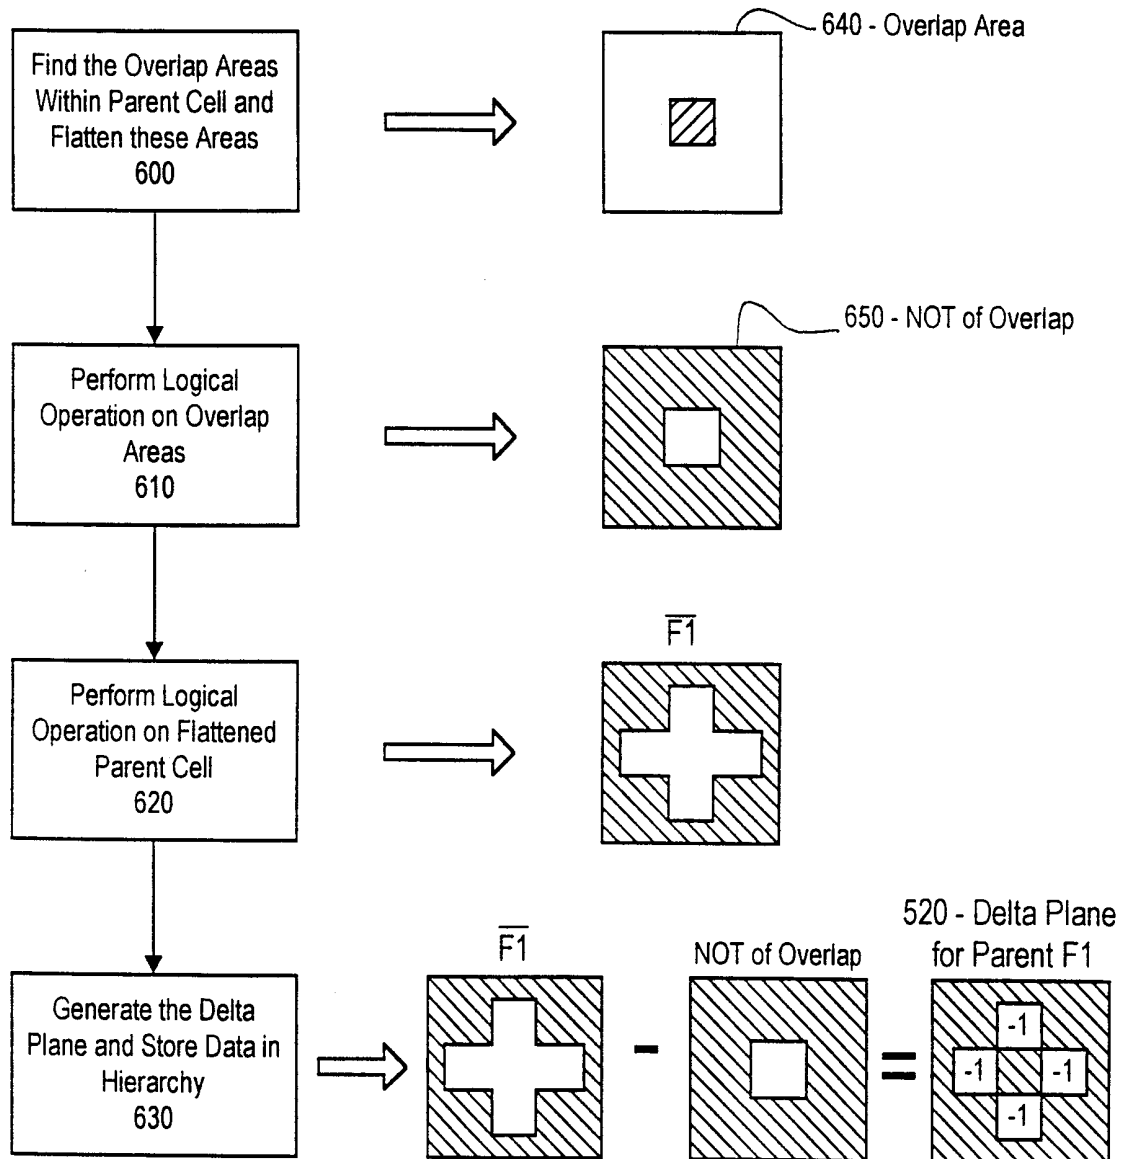 Find the Overlap Areas
Within Parent Cell and
Flatten these Areas
600
640 - Overlap Area
Perform Logical
Operation on Overlap
Areas
610
650 - NOT of Overlap
Perform Logical
Operation on Flattened
Parent Cell
620
F1
Generate the Delta
Plane and Store Data in
Hierarchy
630
F1
-
NOT of Overlap
=
520 - Delta Plane
for Parent F1
-1
-1 -1
-1